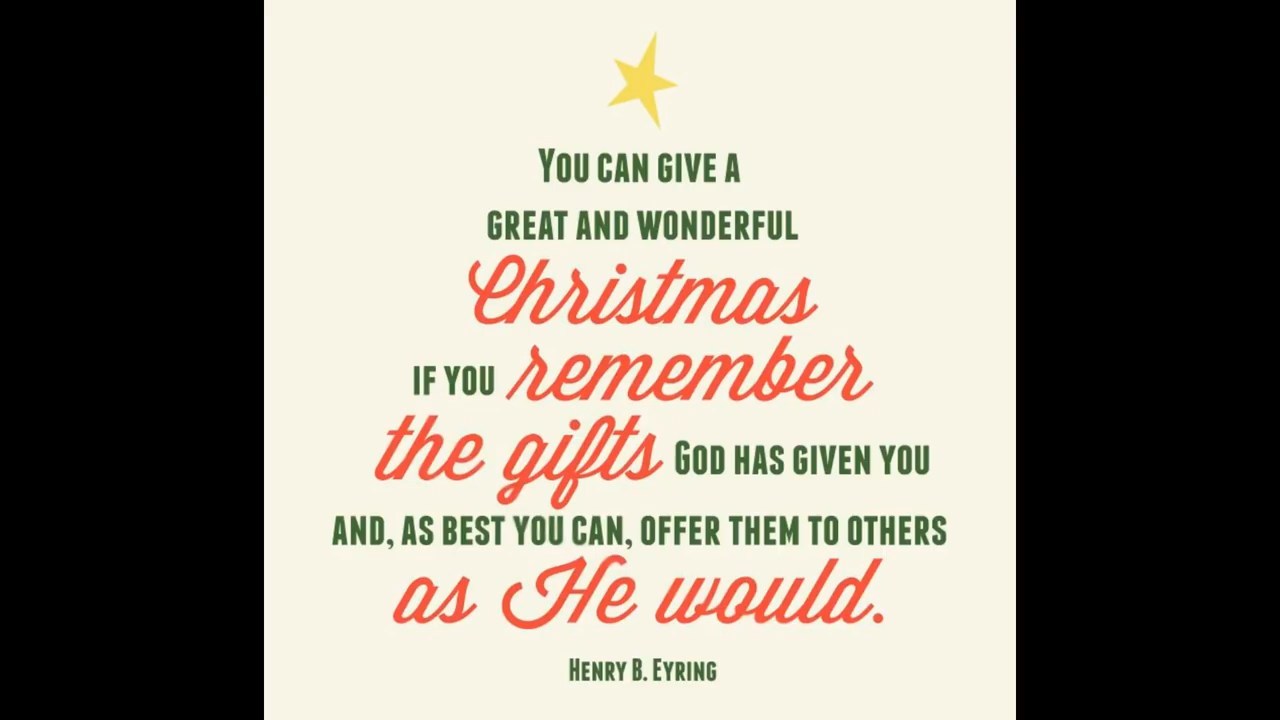 You can give a
great and wonderful
Christmas
if you remember
the gifts God has given you
and, as best you can, offer them to others
as He would.
Henry B. Eyring